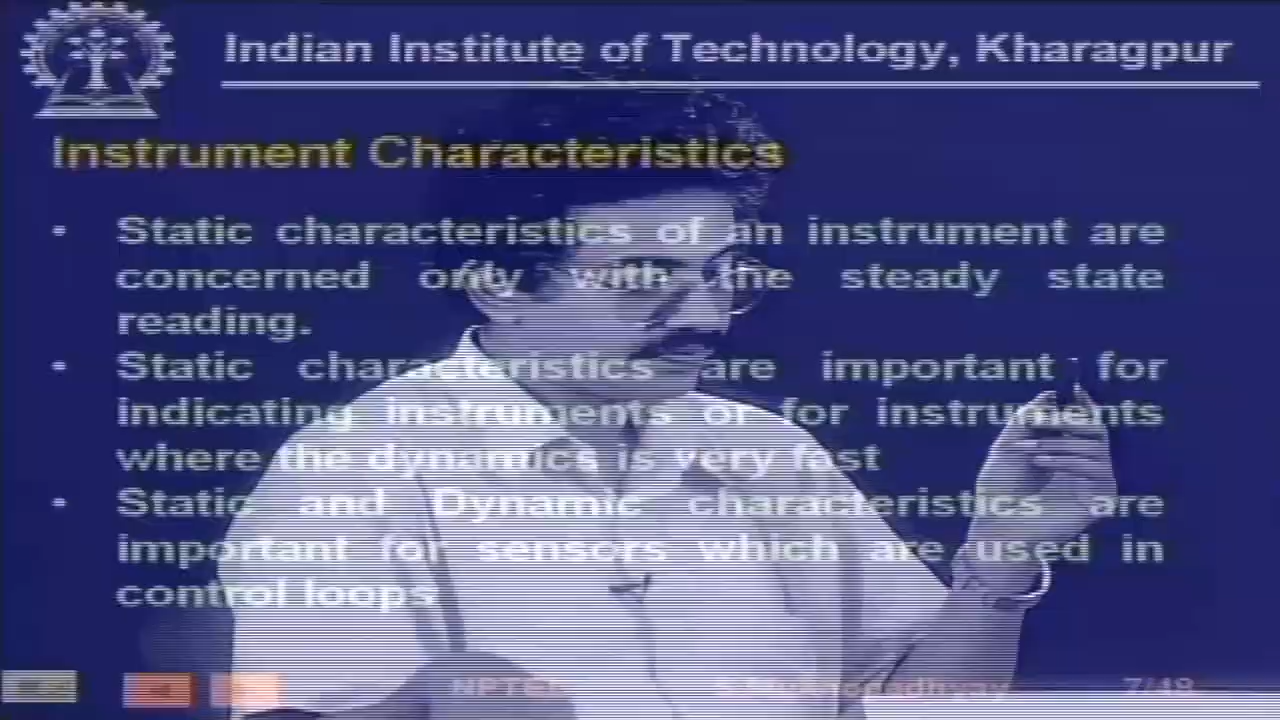 Indian Institute of Technology, Kharagpur
Instrument Characteristics
• Static characteristics of an instrument are
concerned only with the steady state
reading.
• Static characteristics are important for
indicating instruments or for instruments
where the dynamics is very fast
• Static and Dynamic characteristics are
important for sensors which are used in
control loops
NPTEL
7/48